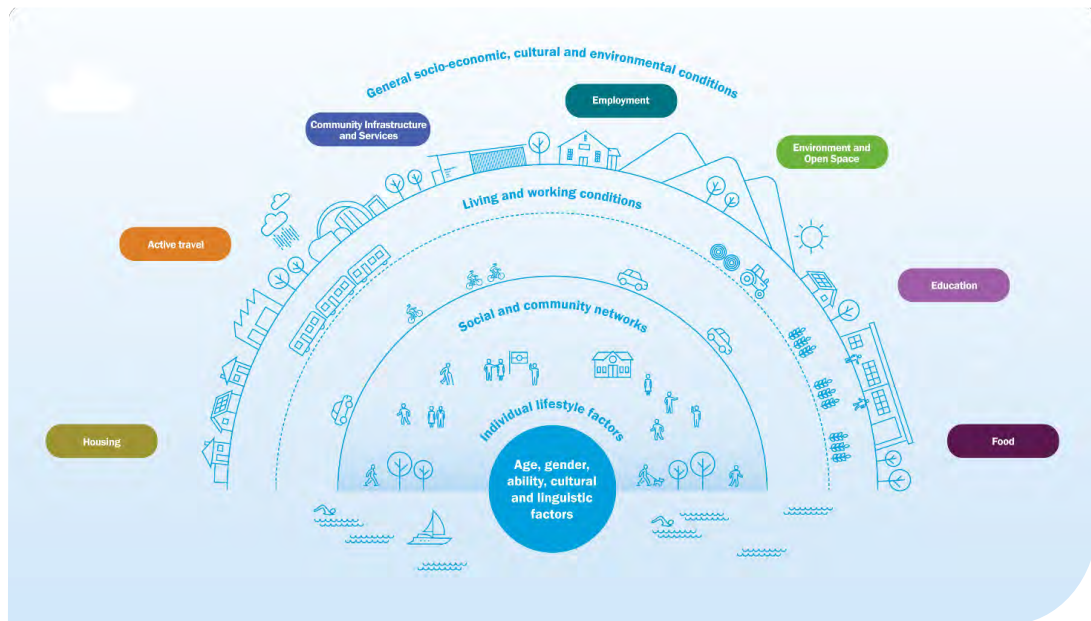 General socio-economic, cultural and environmental conditions
Employment
Community Infrastructure
and Services
Environment and
Open Space
Living and working conditions
Active travel
Education
Social and community networks
Individual lifestyle factors
Housing
Food
Age, gender,
ability, cultural
and linguistic
factors